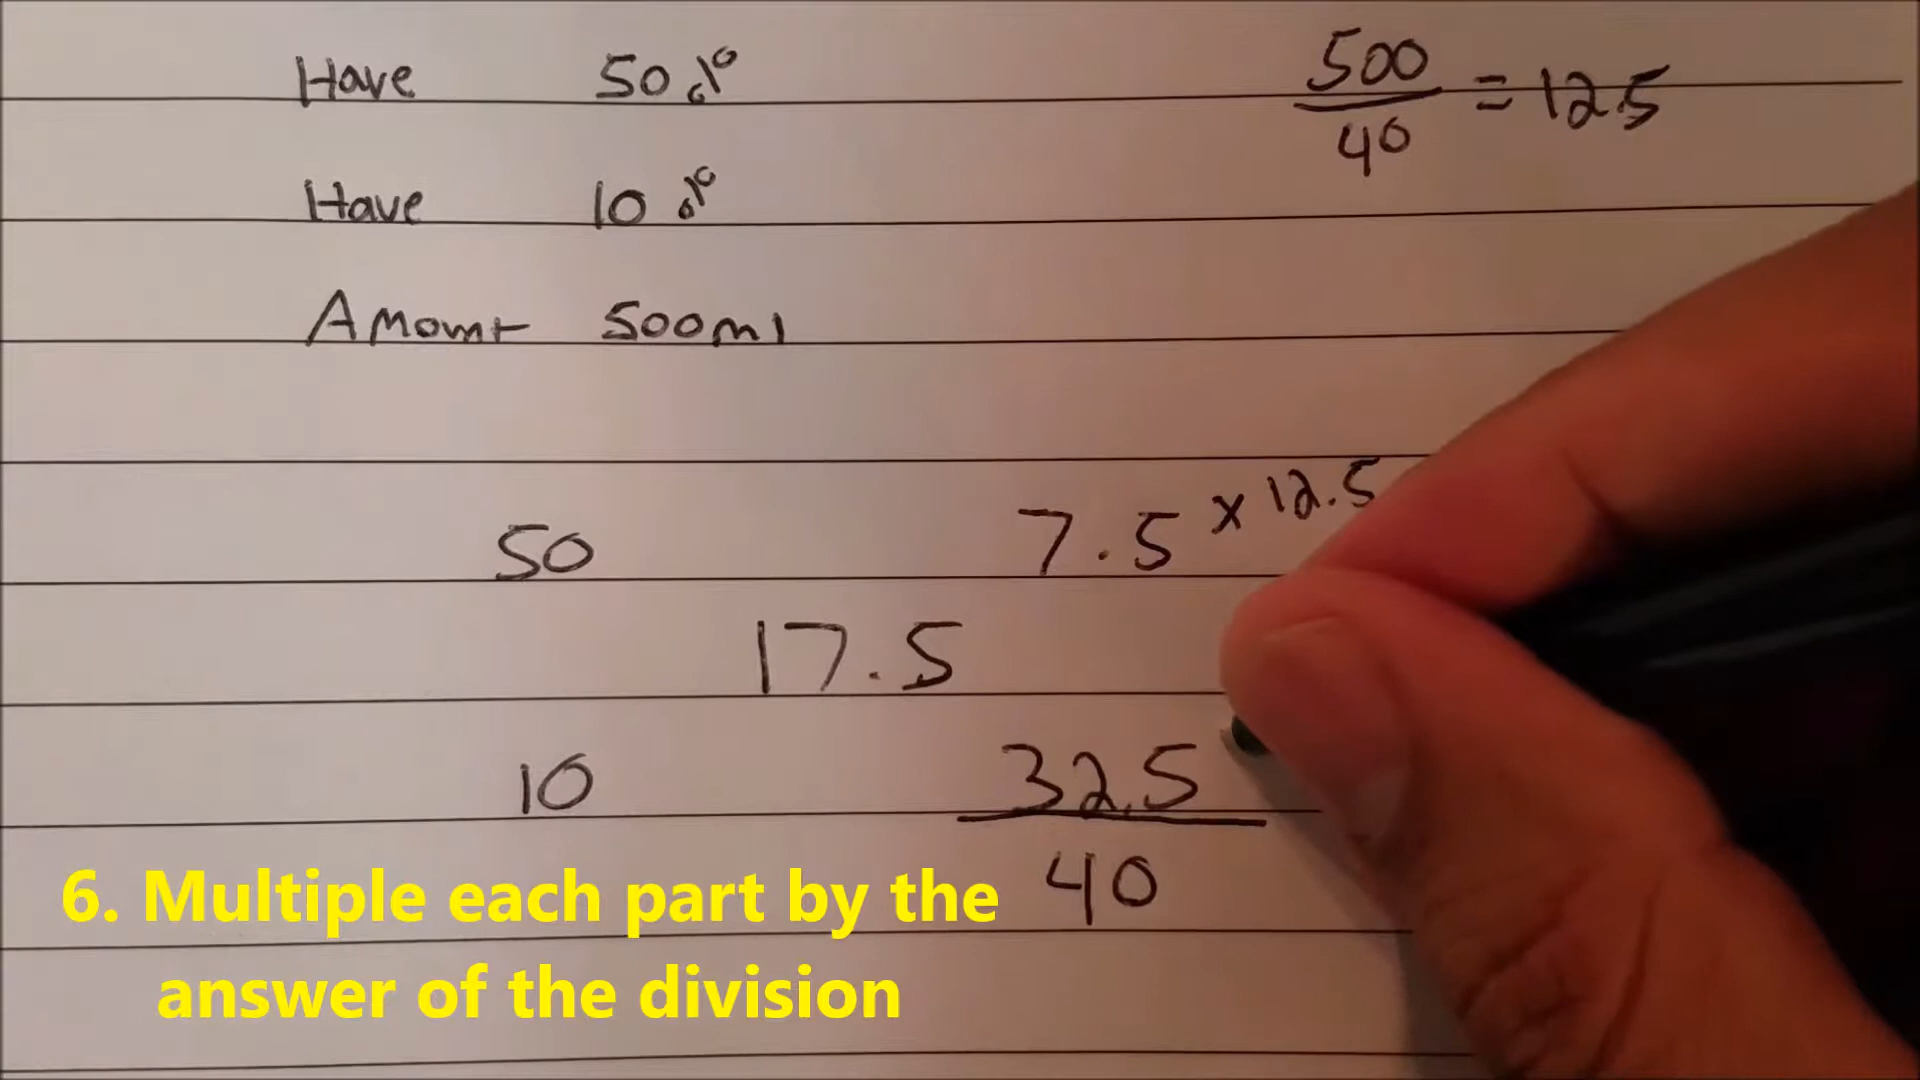 Have 50 %
500
40
= 12.5
Have 10 %
Amount 500ml
50
7.5 x 12.5
17.5
10
32.5
40
6. Multiple each part by the
answer of the division